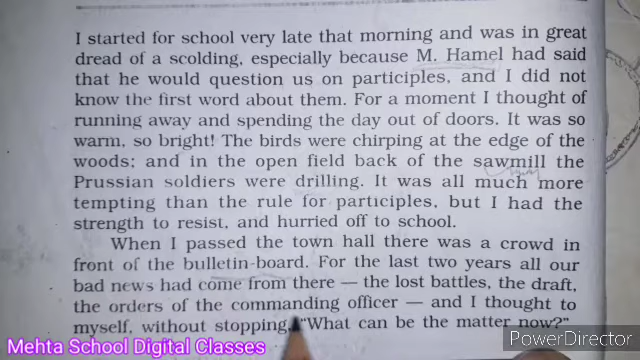 I started for school very late that morning and was in great
dread of a scolding, especially because M. Hamel had said
that he would question us on participles, and I did not
know the first word about them. For a moment I thought of
running away and spending the day out of doors. It was so
warm, so bright! The birds were chirping at the edge of the
woods; and in the open field back of the sawmill the
Prussian soldiers were drilling. It was all much more
tempting than the rule for participles, but I had the
strength to resist, and hurried off to school.
When I passed the town hall there was a crowd in
front of the bulletin-board. For the last two years all our
bad news had come from there — the lost battles, the draft,
the orders of the commanding officer — and I thought to
myself, without stopping, “What can be the matter now?”
Mehta School Digital Classes
PowerDirector